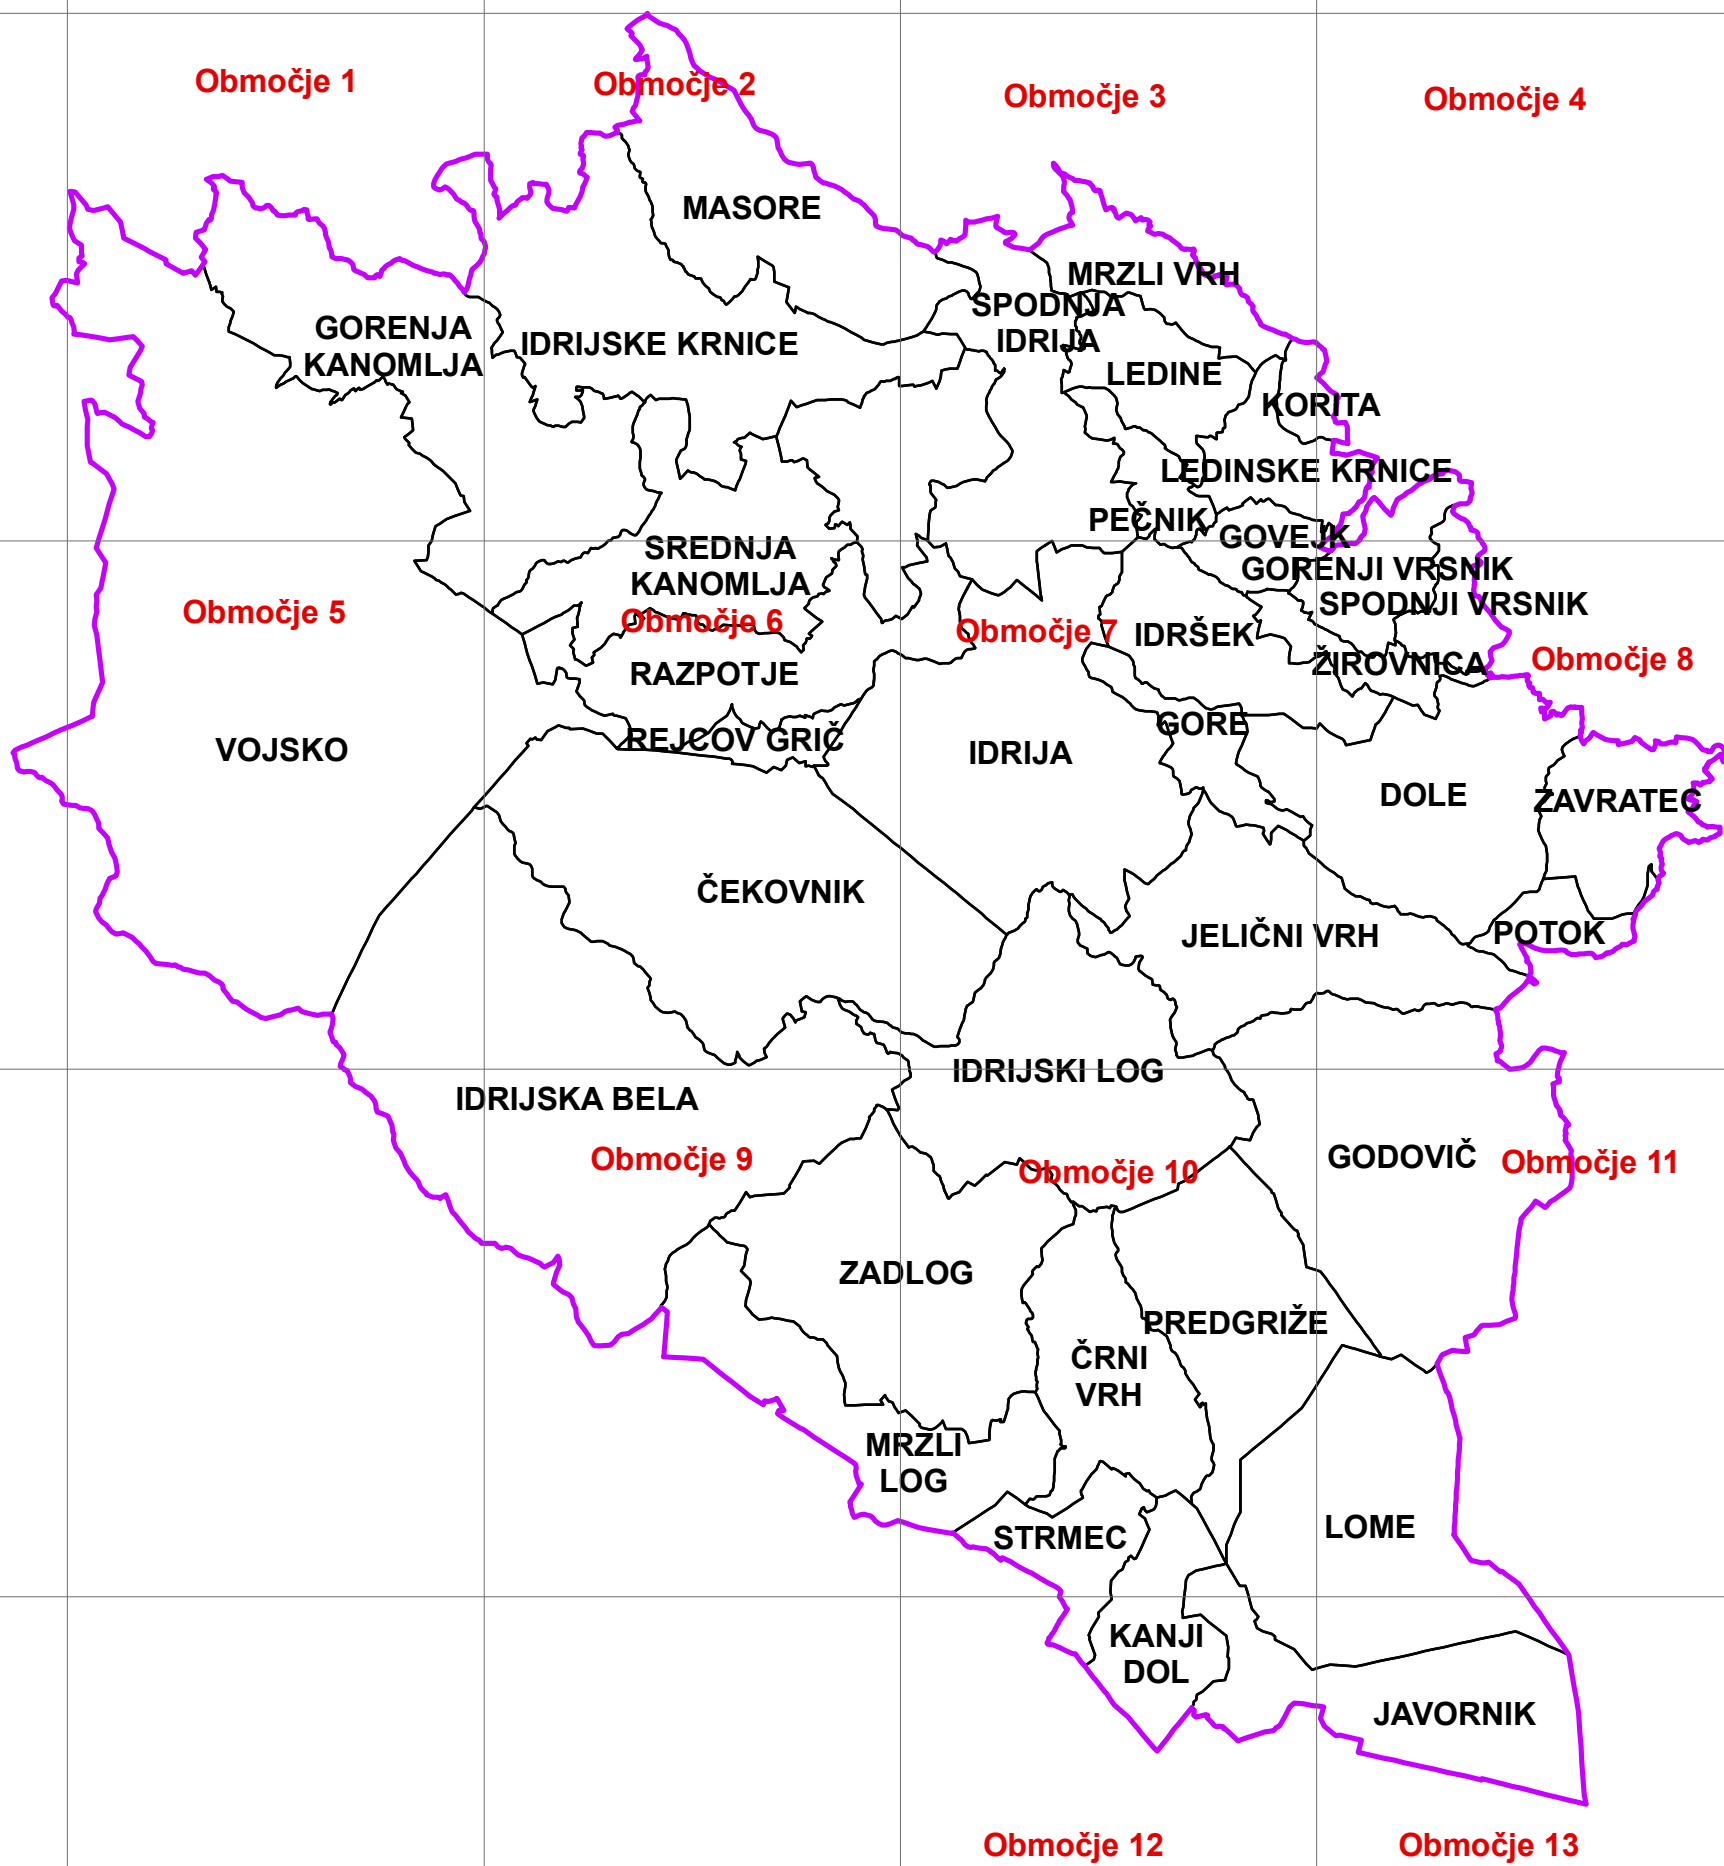 Območje 1
Območje 2
Območje 3
Območje 4
MASORE
MRZLI VRH
SPODNJA
IDRIJA
GORENJA
KANOMLJA
IDRIJSKE KRNICE
LEDINE
KORITA
LEDINSKE KRNICE
PEČNIK
GOVEJK
SREDNJA
KANOMLJA
GORENJI VRSNIK
SPODNJI VRSNIK
Območje 5
Območje 6
Območje 7
IDRŠEK
ŽIROVNICA
Območje 8
RAZPOTJE
GORE
REJCOV GRIČ
VOJSKO
IDRIJA
DOLE
ZAVRATEC
ČEKOVNIK
JELIČNI VRH
POTOK
IDRIJSKI LOG
IDRIJSKA BELA
Območje 9
Območje 10
GODOVIČ
Območje 11
ZADLOG
PREDGRIŽE
ČRNI
VRH
MRZLI
LOG
STRMEC
LOME
KANJI
DOL
JAVORNIK
Območje 12
Območje 13